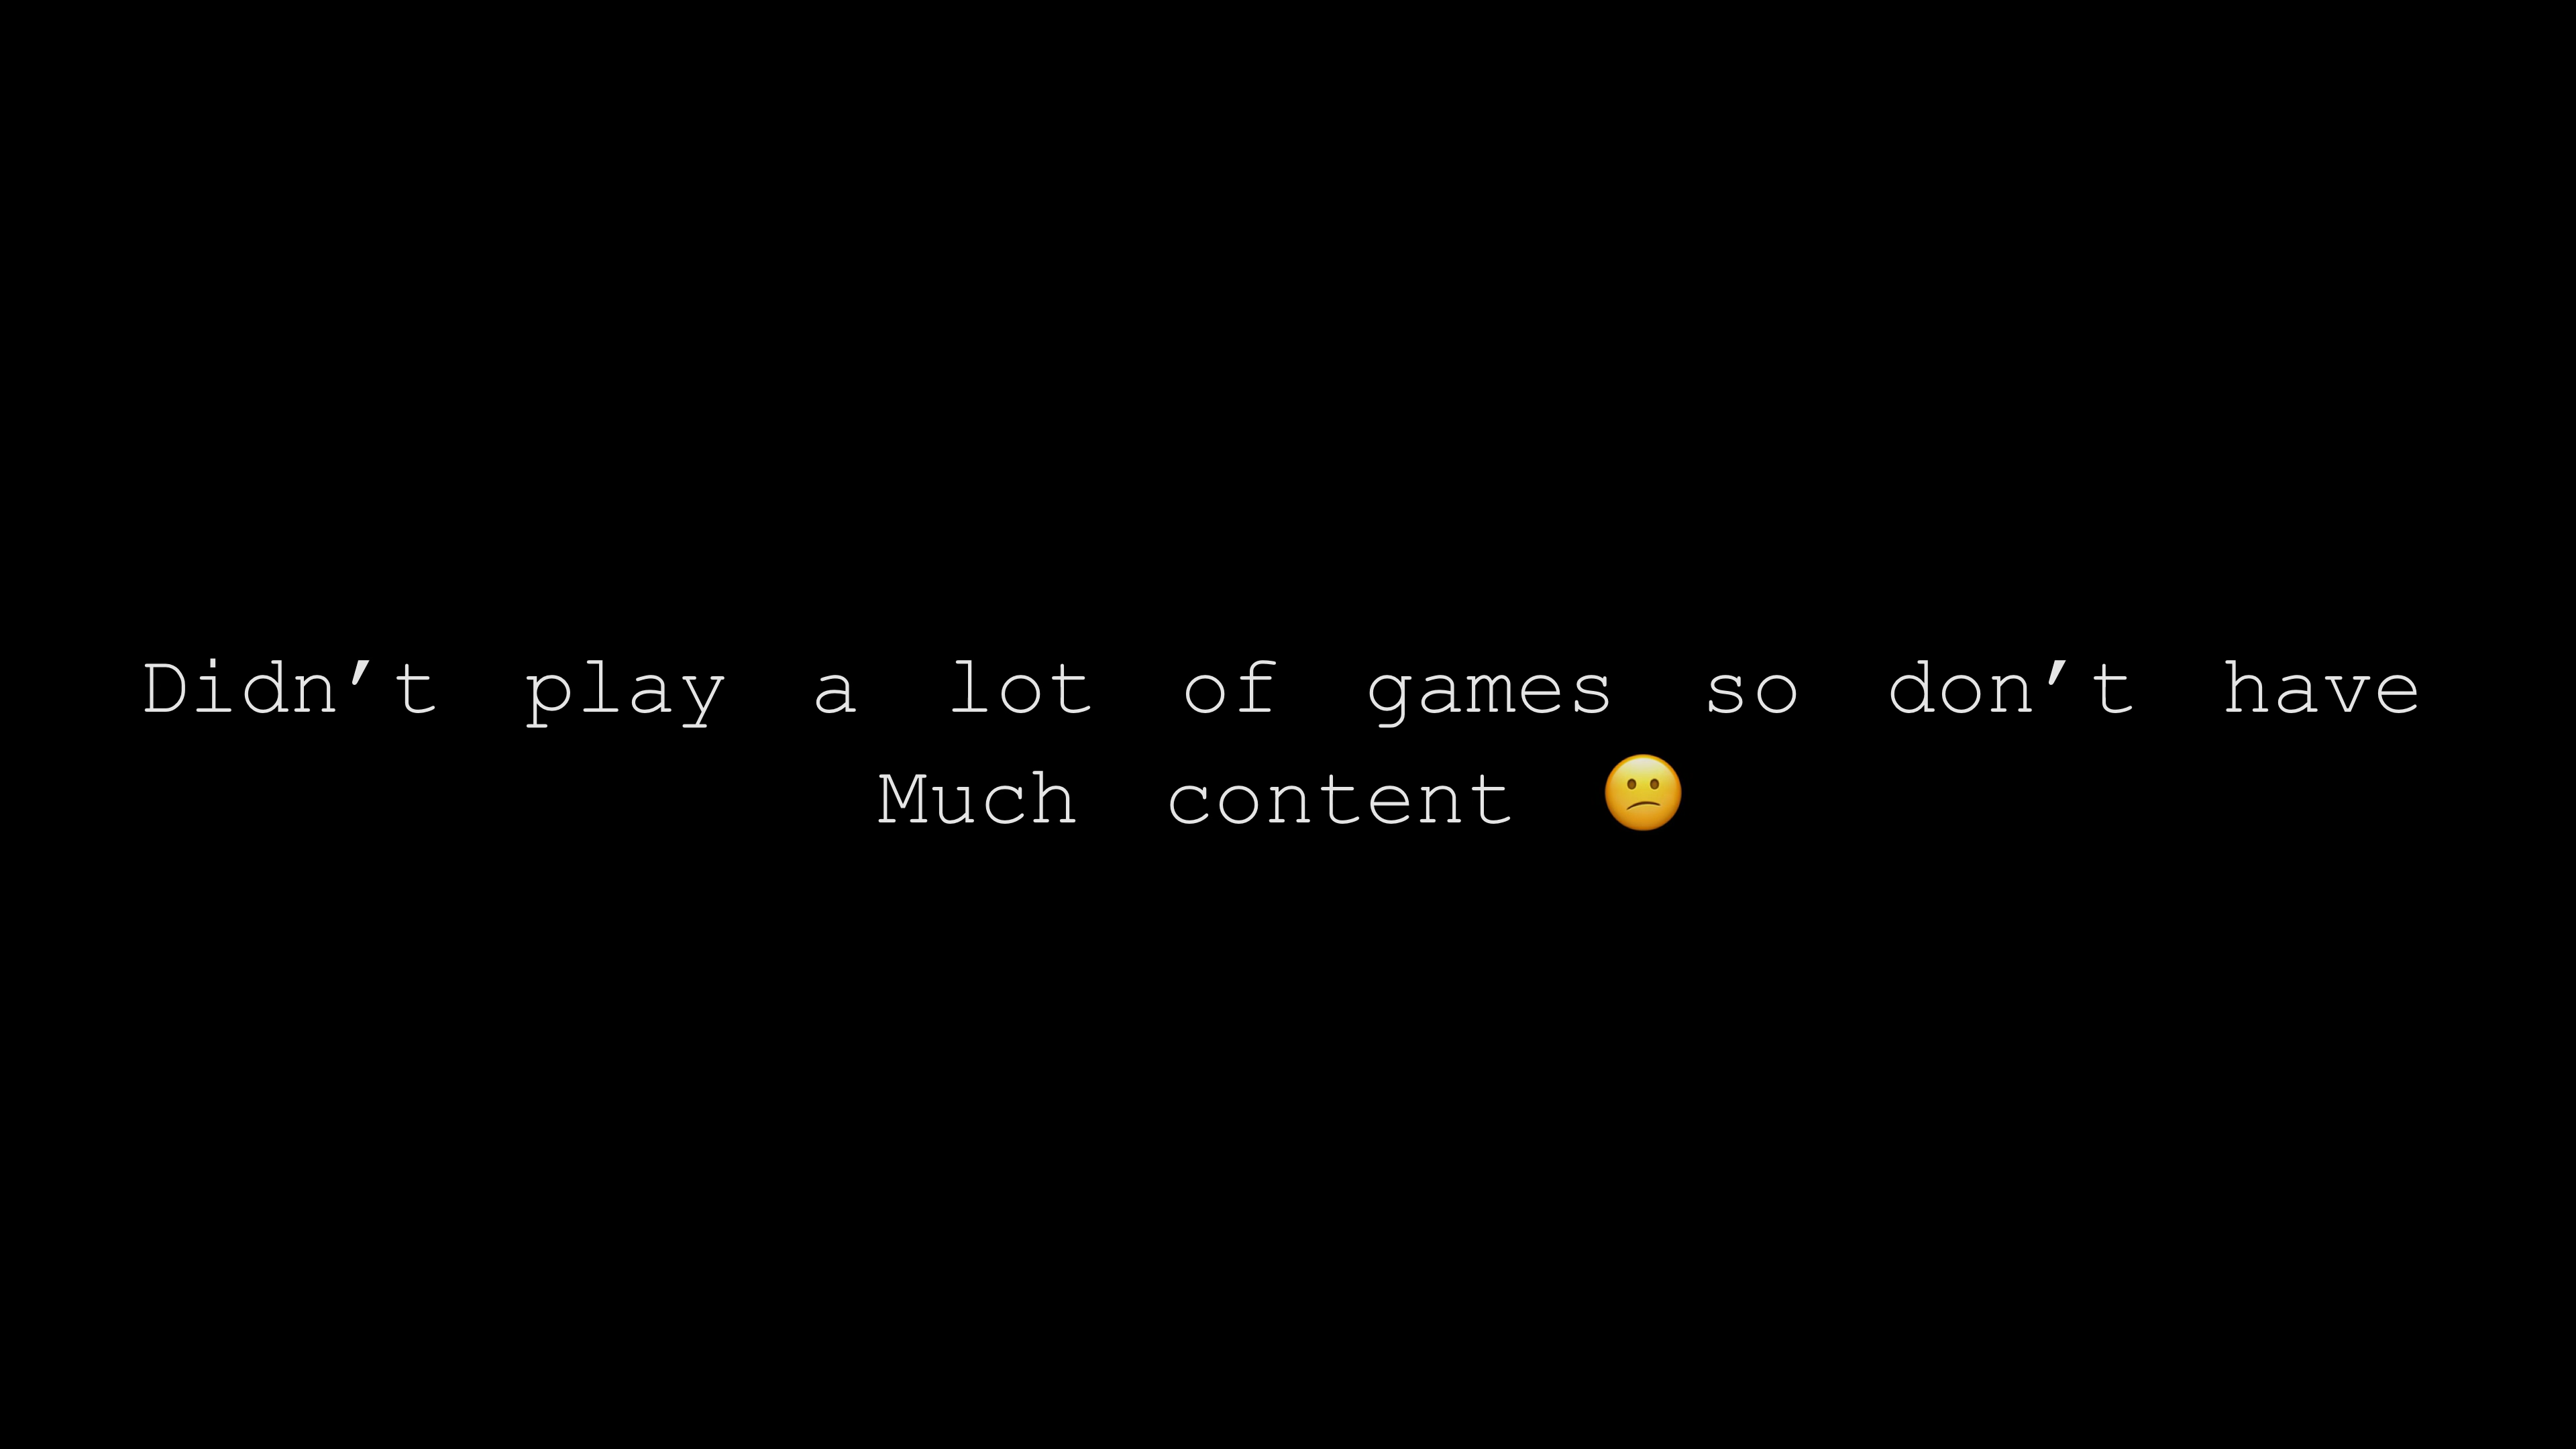 Didn’t play a lot of games so don’t have
Much content 😕